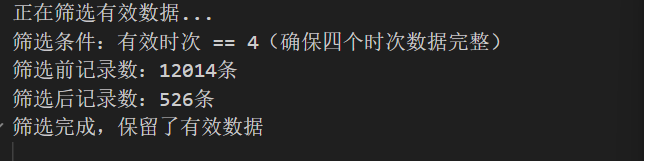 正在筛选有效数据...
筛选条件：有效时次 == 4（确保四个时次数据完整）
筛选前记录数：12014条
筛选后记录数：526条
筛选完成，保留了有效数据